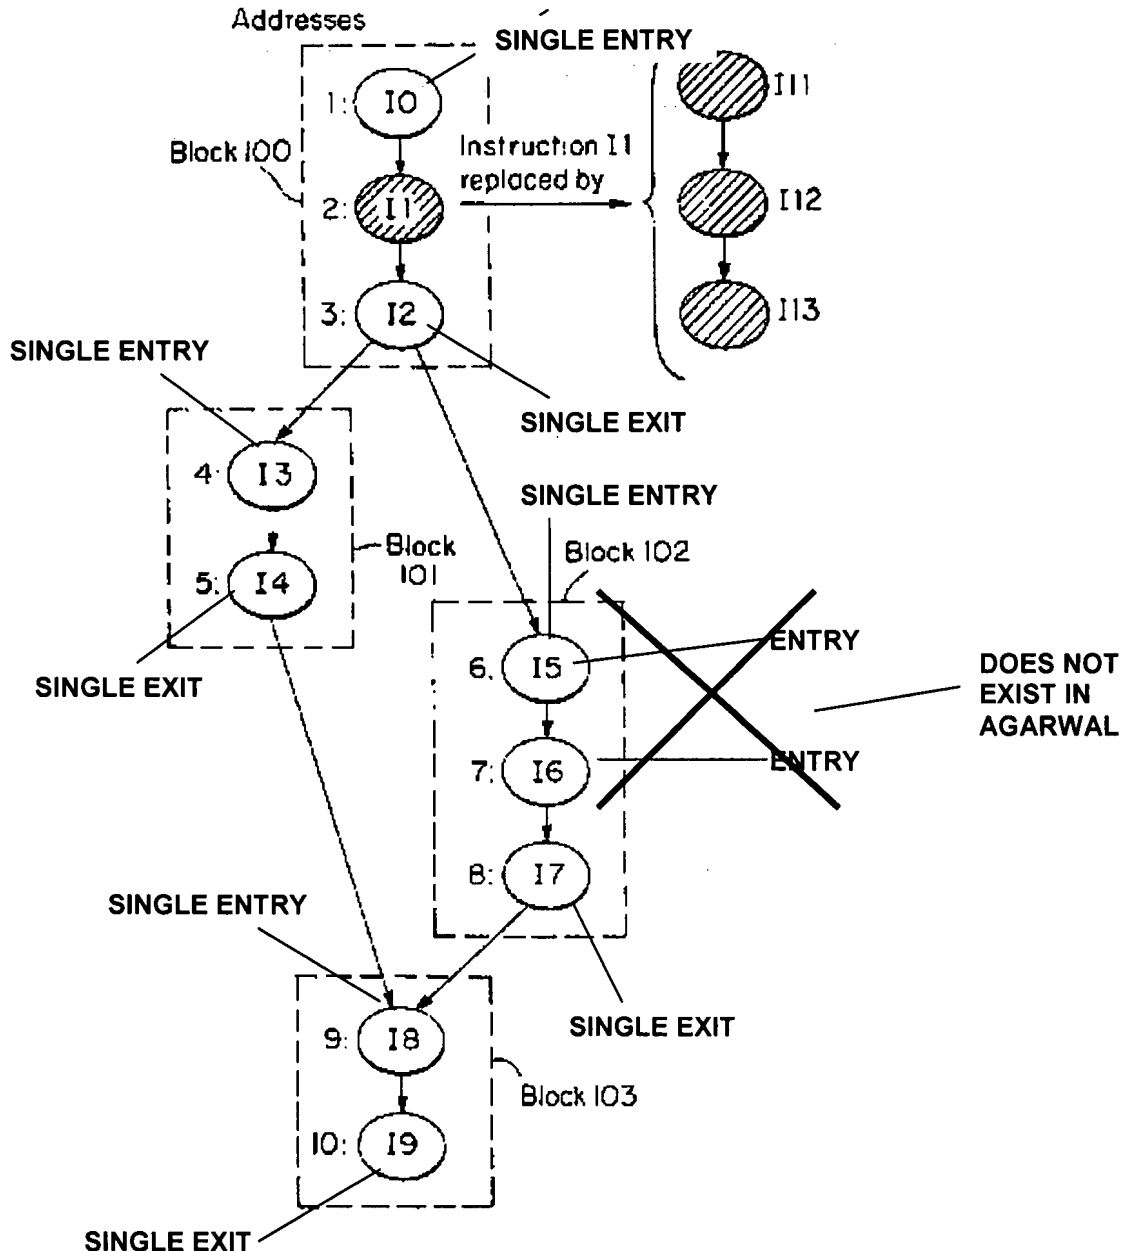 Addresses
SINGLE ENTRY
1: I0
I11
Block 100
Instruction I1
replaced by
2: I1
I12
3: I2
I13
SINGLE ENTRY
SINGLE EXIT
4: I3
SINGLE ENTRY
Block
101
Block 102
5: I4
SINGLE EXIT
6. I5
ENTRY
DOES NOT
EXIST IN
AGARWAL
7: I6
ENTRY
8: I7
SINGLE ENTRY
SINGLE EXIT
9: I8
Block 103
10: I9
SINGLE EXIT